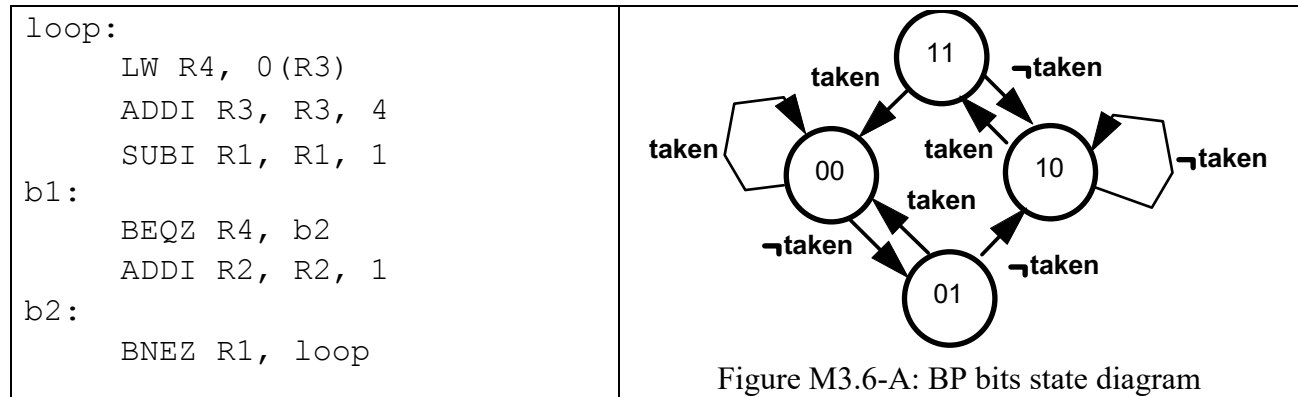 loop:
LW R4, 0(R3)
ADDI R3, R3, 4
SUBI R1, R1, 1
b1:
BEQZ R4, b2
ADDI R2, R2, 1
b2:
BNEZ R1, loop
11
taken
¬taken
taken
00
taken
10
¬taken
taken
¬taken
¬taken
01
Figure M3.6-A: BP bits state diagram